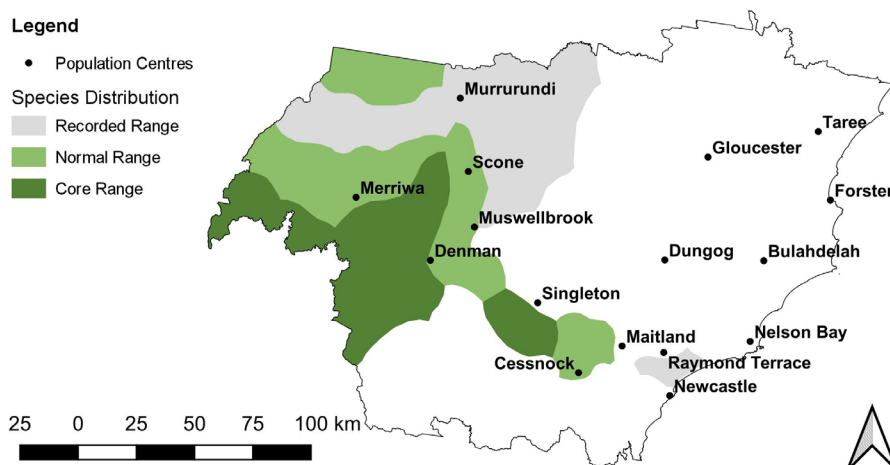 Legend
Population Centres
Species Distribution
Recorded Range
Normal Range
Core Range
Murrurundi
Taree
Gloucester
Scone
Merriwa
Forster
Muswellbrook
Denman
Dungog
Bulahdelah
Singleton
Maitland
Nelson Bay
Cessnock
Raymond Terrace
Newcastle
25 0 25 50 75 100 km